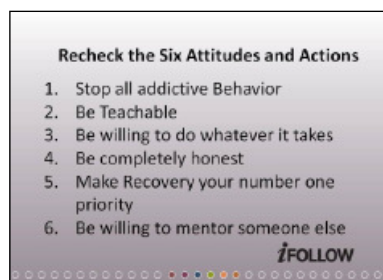 Recheck the Six Attitudes and Actions
1. Stop all addictive Behavior
2. Be Teachable
3. Be willing to do whatever it takes
4. Be completely honest
5. Make Recovery your number one
priority
6. Be willing to mentor someone else
iFOLLOW